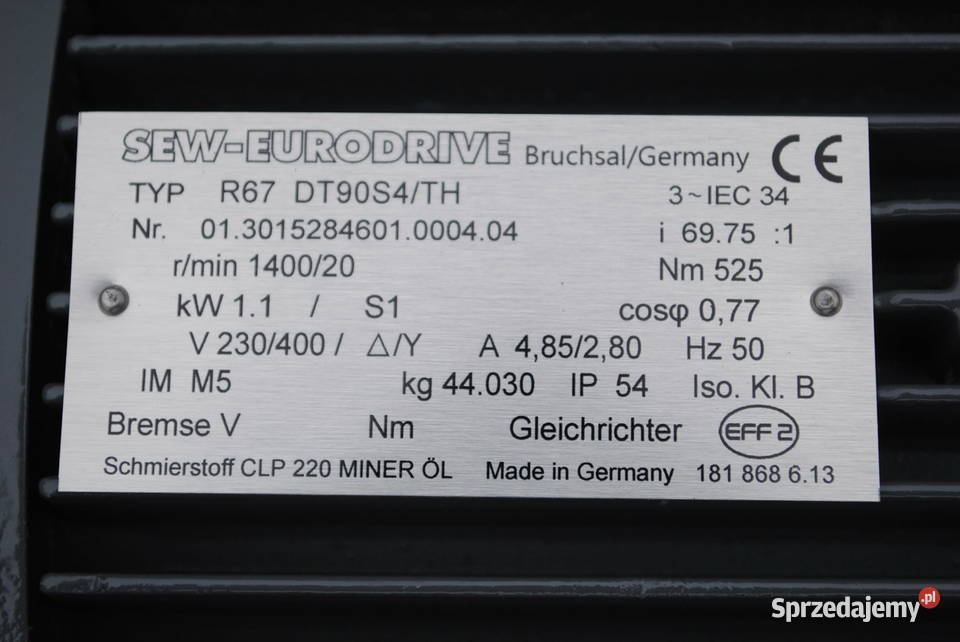 SEW-EURODRIVE Bruchsal/Germany CE
TYP R67 DT90S4/TH 3~IEC 34
Nr. 01.3015284601.0004.04 i 69.75 :1
r/min 1400/20 Nm 525
kW 1.1 / S1 cosφ 0,77
V 230/400 / △/Y A 4,85/2,80 Hz 50
IM M5 kg 44.030 IP 54 Iso. Kl. B
Bremse V Nm Gleichrichter EFF 2
Schmierstoff CLP 220 MINER ÖL Made in Germany 181 868 6.13
Sprzedajemy.pl